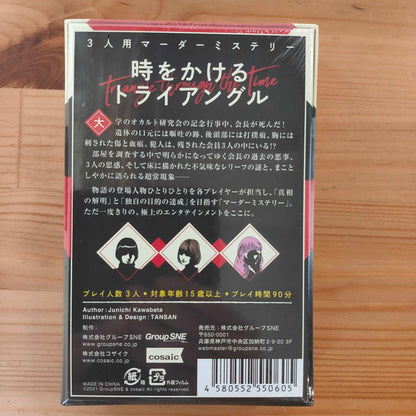 3人用マーダーミステリー
時をかける
トライアングル
Triangle through the time
大学のオカルト研究会の記念行事中、会長が死んだ!
遺体の口元には嘔吐の跡、後頭部には打撲痕、胸には
刺された傷と血痕。犯人は、残された会員3人の中にいる!?
部屋を調査する中で明らかになってゆく会長の過去の悪事、
3人の思惑、そして床に描かれた不気味なレリーフの謎と、まこ
としやかに語られる超常現象──
物語の登場人物ひとりひとりを各プレイヤーが担当し、「真相
の解明」と「独自の目的の達成」を目指す“マーダーミステリー”。
ただ一度きりの、極上のエンタテインメントをここに。
プレイ人数3人 ◆ 対象年齢15歳以上 ◆ プレイ時間90分
Author: Junichi Kawabata
Illustration & Design: TANSAN
制作:
株式会社グループSNE GroupSNE
www.groupsne.co.jp
株式会社コザイク cosaic
www.cosaic.co.jp
発売元:株式会社グループSNE
〒650-0001
兵庫県神戸市中央区加納町2-9-20 3F
webmaster@groupsne.co.jp
MADE IN CHINA
©2021 GroupSNE & cosaic All rights reserved.
紙
箱
プラ
外装フィルム
4 580552 550605